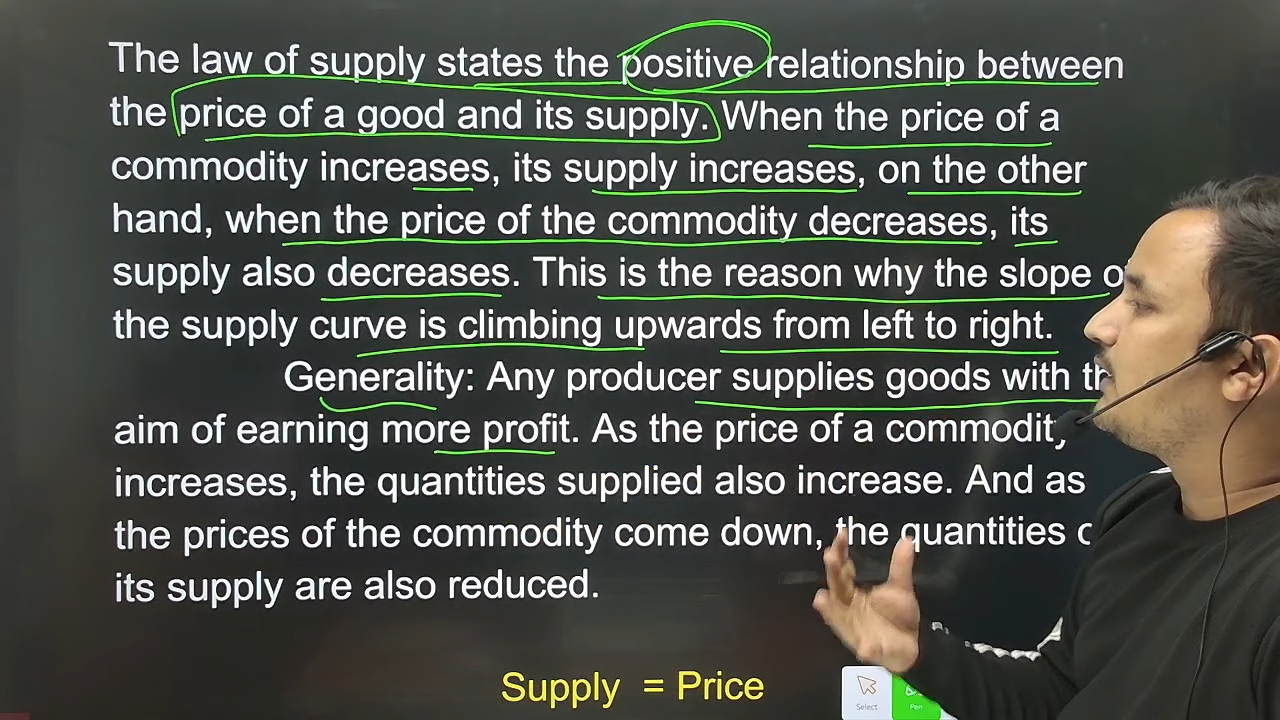 The law of supply states the positive relationship between
the price of a good and its supply. When the price of a
commodity increases, its supply increases, on the other
hand, when the price of the commodity decreases, its
supply also decreases. This is the reason why the slope o
the supply curve is climbing upwards from left to right.
Generality: Any producer supplies goods with th
aim of earning more profit. As the price of a commodity
increases, the quantities supplied also increase. And as
the prices of the commodity come down, the quantities
its supply are also reduced.
Supply = Price
Select
Pen